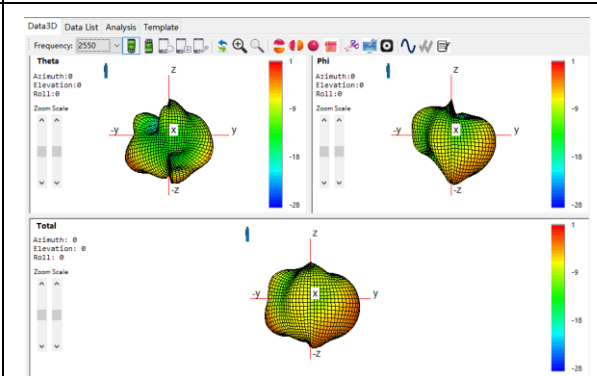 Data3D Data List Analysis Template
Frequency: 2550
Theta
Azimuth:0
Elevation:0
Roll:0
Zoom Scale
z
-y
x
y
-z
1
-9
-18
-28
Phi
Azimuth:0
Elevation:0
Roll:0
Zoom Scale
z
-y
x
y
-z
1
-9
-18
-28
Total
Azimuth: 0
Elevation: 0
Roll: 0
Zoom Scale
z
-y
x
y
-z
1
-9
-18
-28